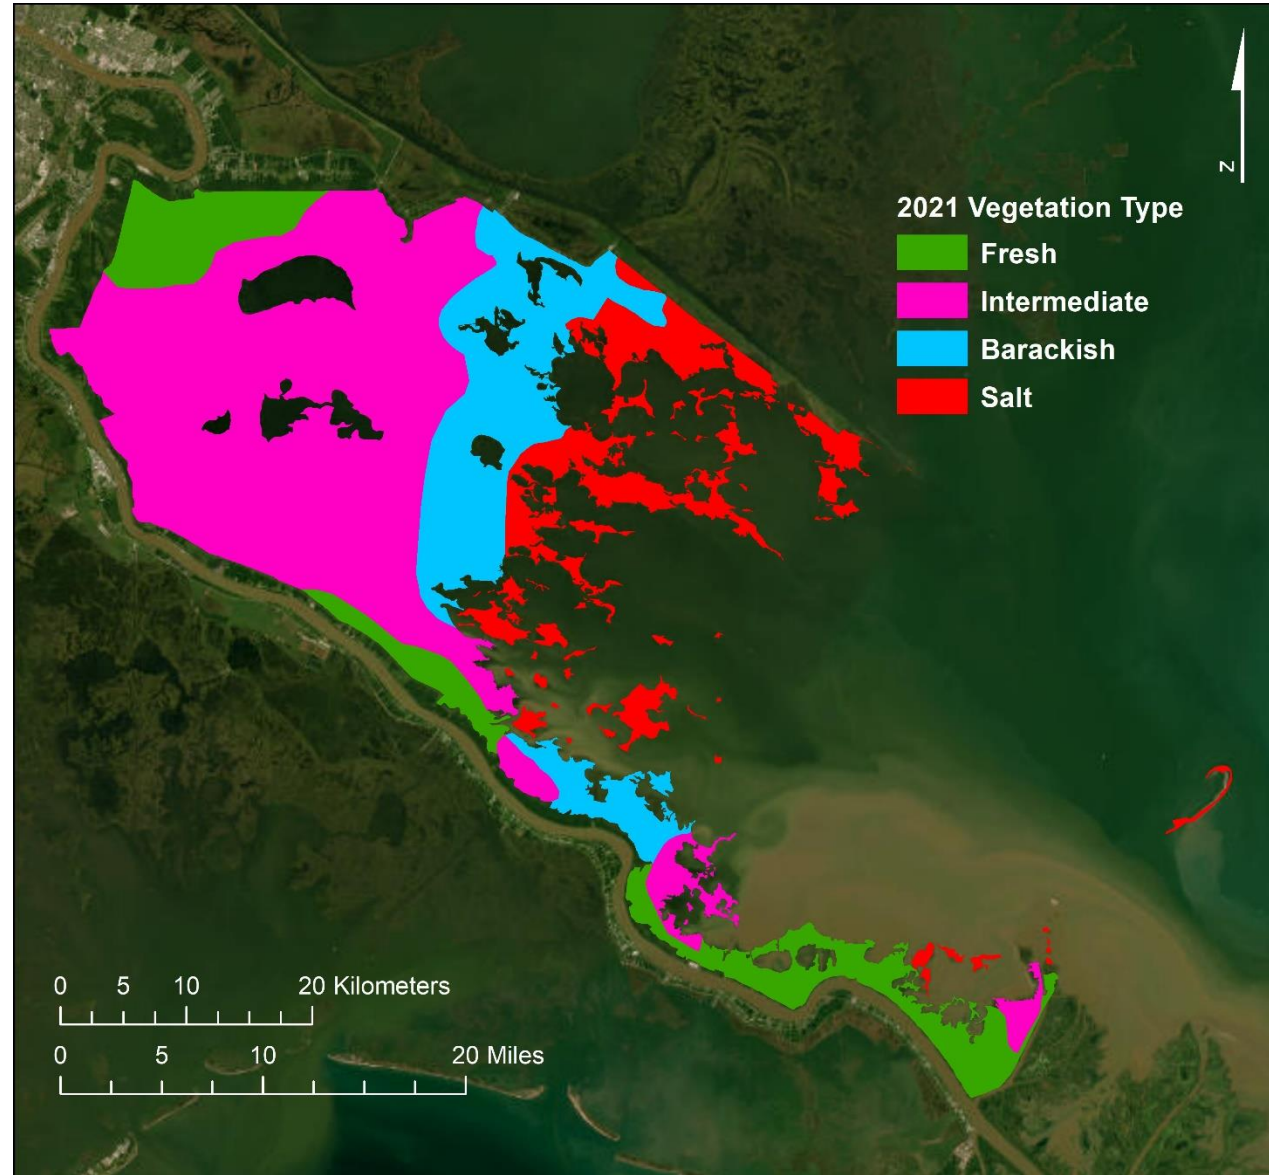 2021 Vegetation Type
Fresh
Intermediate
Barackish
Salt
N
0 5 10 20 Kilometers
0 5 10 20 Miles